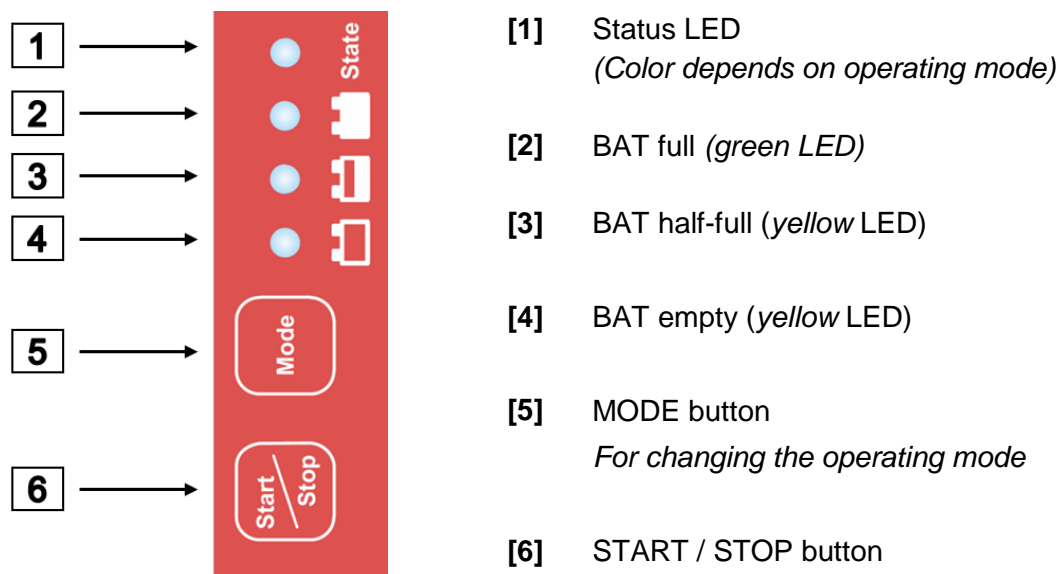 1
State
2
3
4
5
Mode
6
Start
Stop
[1] Status LED
(Color depends on operating mode)
[2] BAT full (green LED)
[3] BAT half-full (yellow LED)
[4] BAT empty (yellow LED)
[5] MODE button
For changing the operating mode
[6] START / STOP button